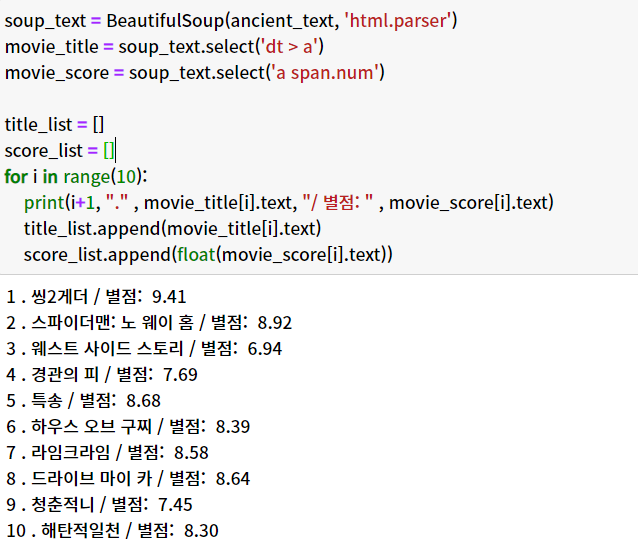 soup_text = BeautifulSoup(ancient_text, 'html.parser')
movie_title = soup_text.select('dt > a')
movie_score = soup_text.select('a span.num')
title_list = []
score_list = []
for i in range(10):
    print(i+1, "." , movie_title[i].text, "/ 별점: " , movie_score[i].text)
    title_list.append(movie_title[i].text)
    score_list.append(float(movie_score[i].text))
1 . 씽2게더 / 별점:  9.41
2 . 스파이더맨: 노 웨이 홈 / 별점:  8.92
3 . 웨스트 사이드 스토리 / 별점:  6.94
4 . 경관의 피 / 별점:  7.69
5 . 특송 / 별점:  8.68
6 . 하우스 오브 구찌 / 별점:  8.39
7 . 라임크라임 / 별점:  8.58
8 . 드라이브 마이 카 / 별점:  8.64
9 . 청춘적니 / 별점:  7.45
10 . 해탄적일천 / 별점:  8.30